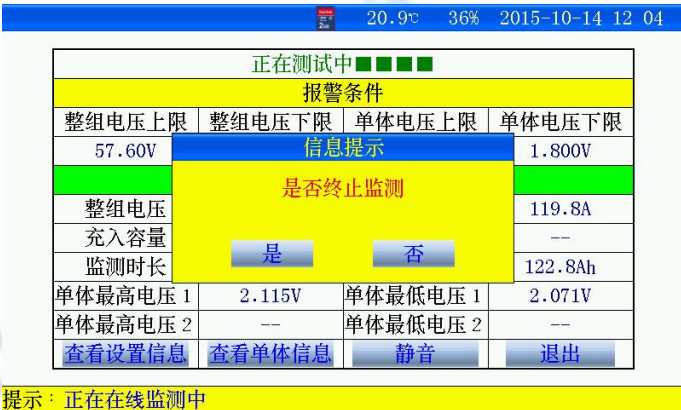 20.9℃ 36% 2015-10-14 12 04
正在测试中■■■■
报警条件
整组电压上限 整组电压下限 单体电压上限 单体电压下限
57.60V 1.800V
信息提示
是否终止监测
是 否
整组电压 119.8A
充入容量 --
监测时长 122.8Ah
单体最高电压1 2.115V 单体最低电压1 2.071V
单体最高电压2 -- 单体最低电压2 --
查看设置信息 查看单体信息 静音 退出
提示：正在在线监测中